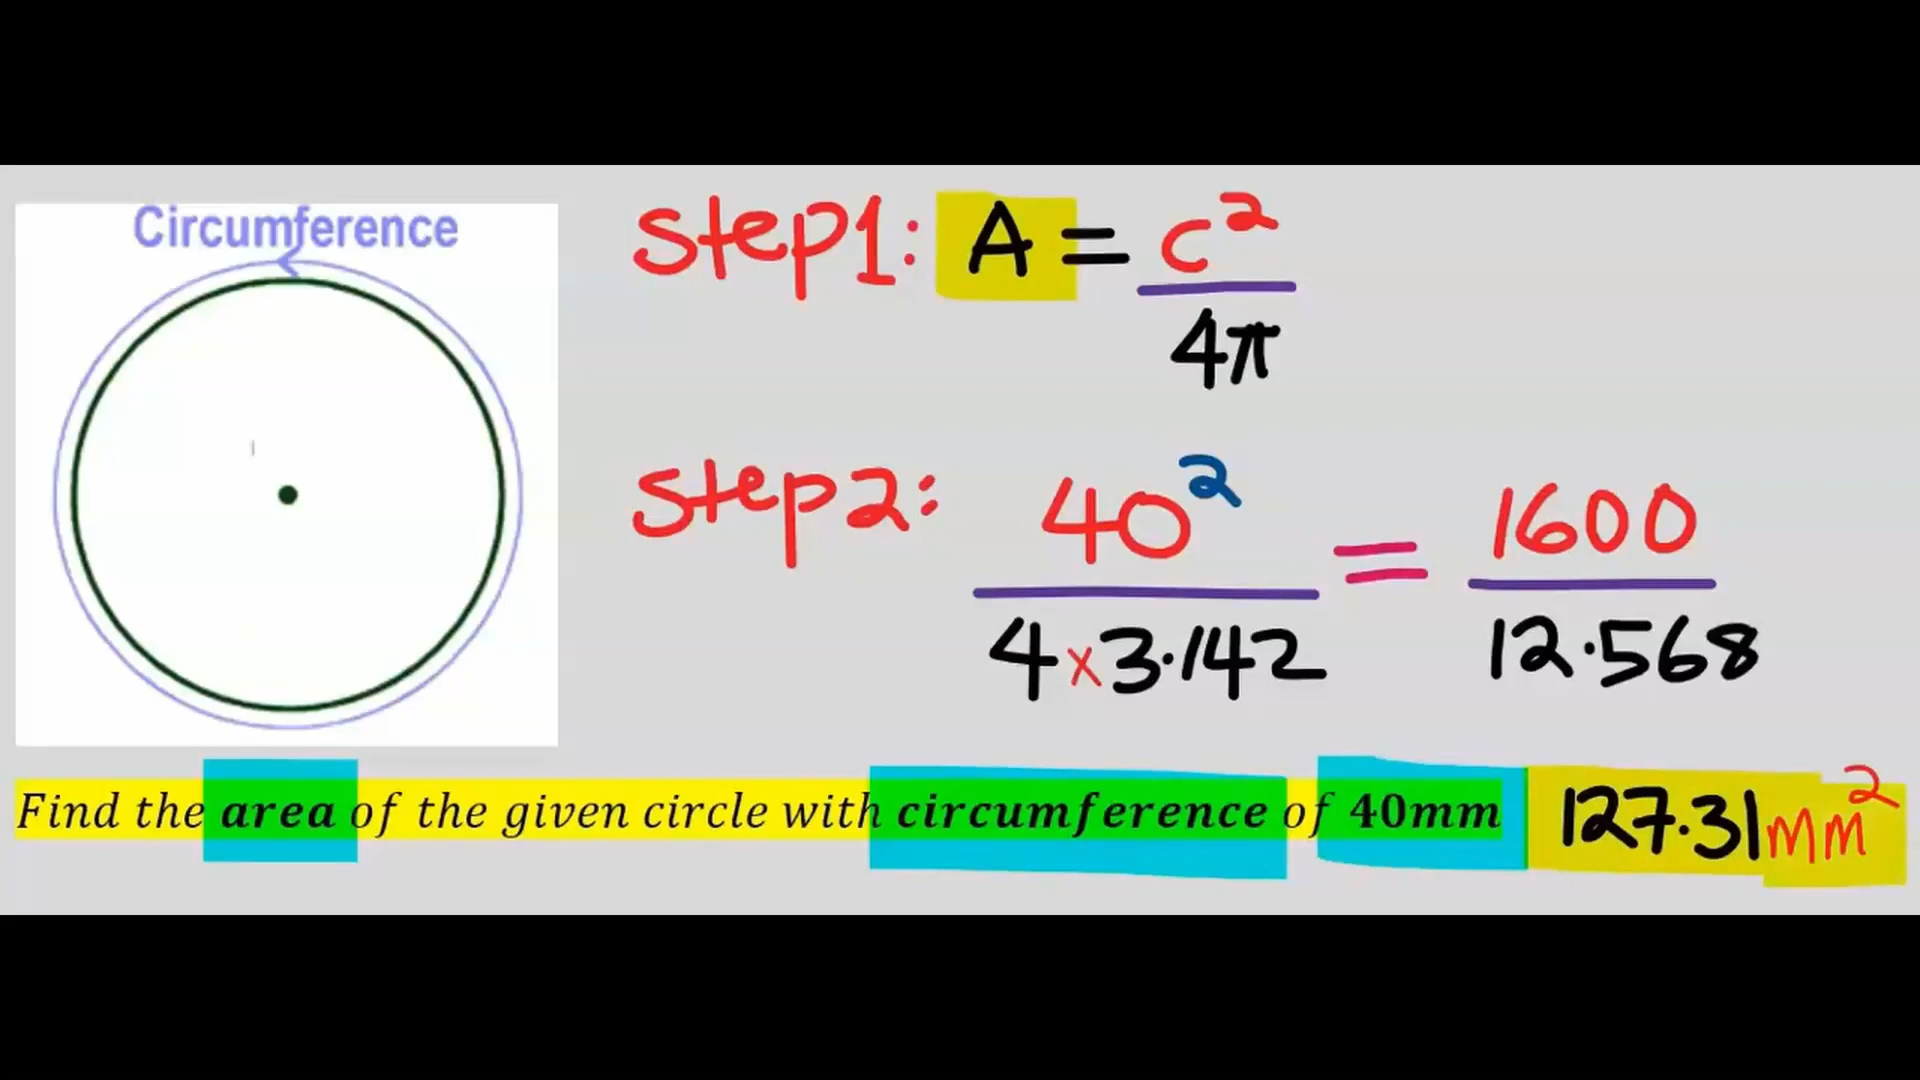 Circumference
Step1: A = c²
4π
Step2: 40² = 1600
4 x 3.142 12.568
Find the area of the given circle with circumference of 40mm 127.31mm²